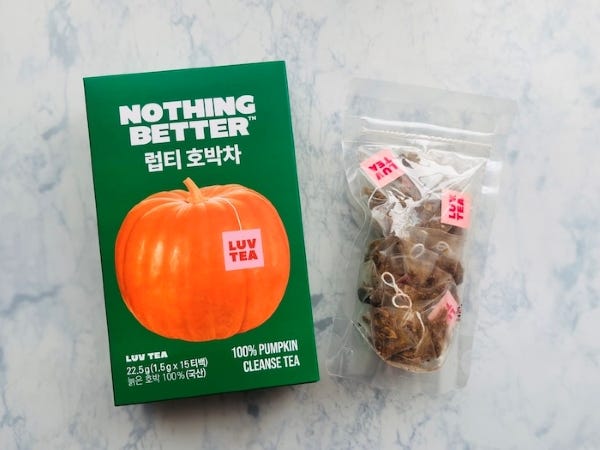 NOTHING
BETTER™
럽티 호박차
LUV
TEA
LUV TEA
22.5g(1.5g x 15티백)
늙은 호박 100%(국산)
100% PUMPKIN
CLEANSE TEA
LUV
TEA
LUV
TEA